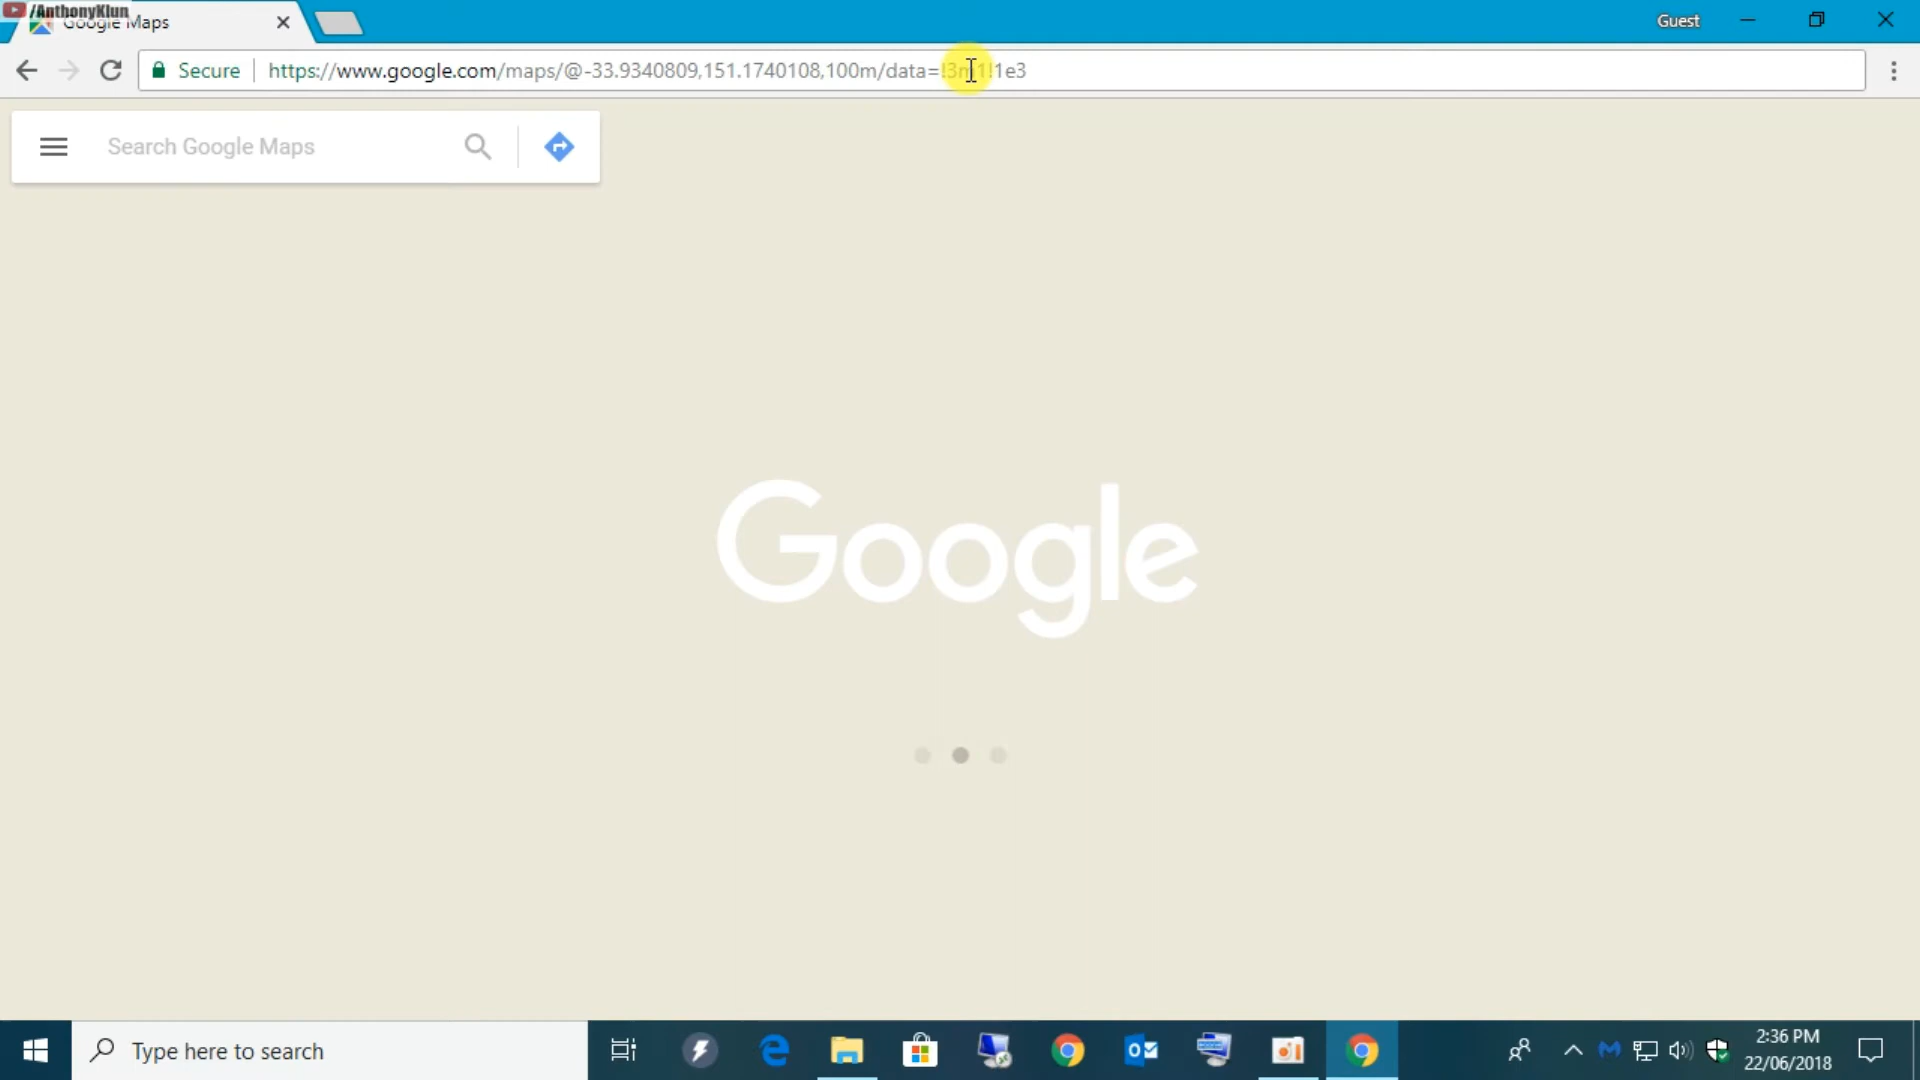 /AnthonyKlun
Google Maps
Guest
Secure
https://www.google.com/maps/@-33.9340809,151.1740108,100m/data=!3m1!1e3
Search Google Maps
Google
Type here to search
2:36 PM
22/06/2018